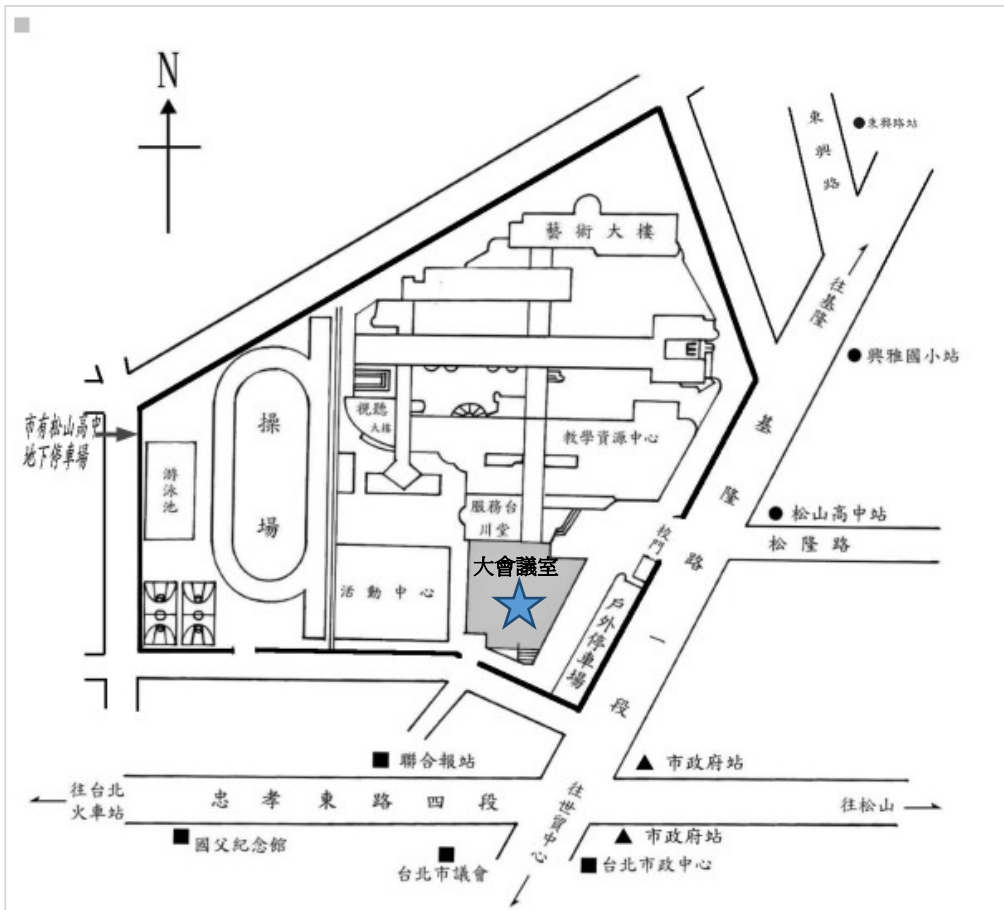 N
東興路
東興路站
藝術大樓
往基隆
興雅國小站
市有松山高中
地下停車場
操場
視聽
大樓
教學資源中心
基隆路一段
游泳池
服務台
川堂
校門
松山高中站
松隆路
大會議室
活動中心
戶外停車場
聯合報站
市政府站
往台北
火車站
忠孝東路四段
往世貿中心
往松山
國父紀念館
台北市議會
市政府站
台北市政中心